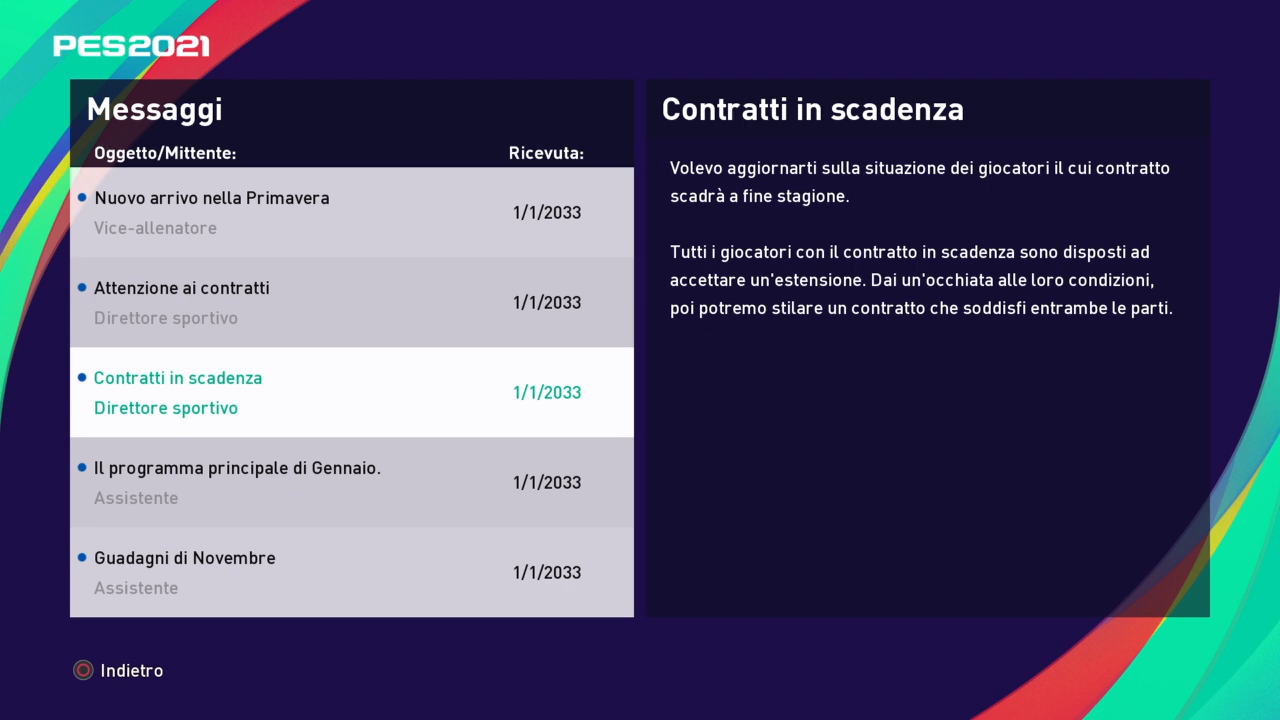 PES2021
Messaggi
Oggetto/Mittente:
Ricevuta:
Nuovo arrivo nella Primavera
Vice-allenatore
1/1/2033
Attenzione ai contratti
Direttore sportivo
1/1/2033
Contratti in scadenza
Direttore sportivo
1/1/2033
Il programma principale di Gennaio.
Assistente
1/1/2033
Guadagni di Novembre
Assistente
1/1/2033
Contratti in scadenza
Volevo aggiornarti sulla situazione dei giocatori il cui contratto
scadrà a fine stagione.
Tutti i giocatori con il contratto in scadenza sono disposti ad
accettare un'estensione. Dai un'occhiata alle loro condizioni,
poi potremo stilare un contratto che soddisfi entrambe le parti.
Indietro